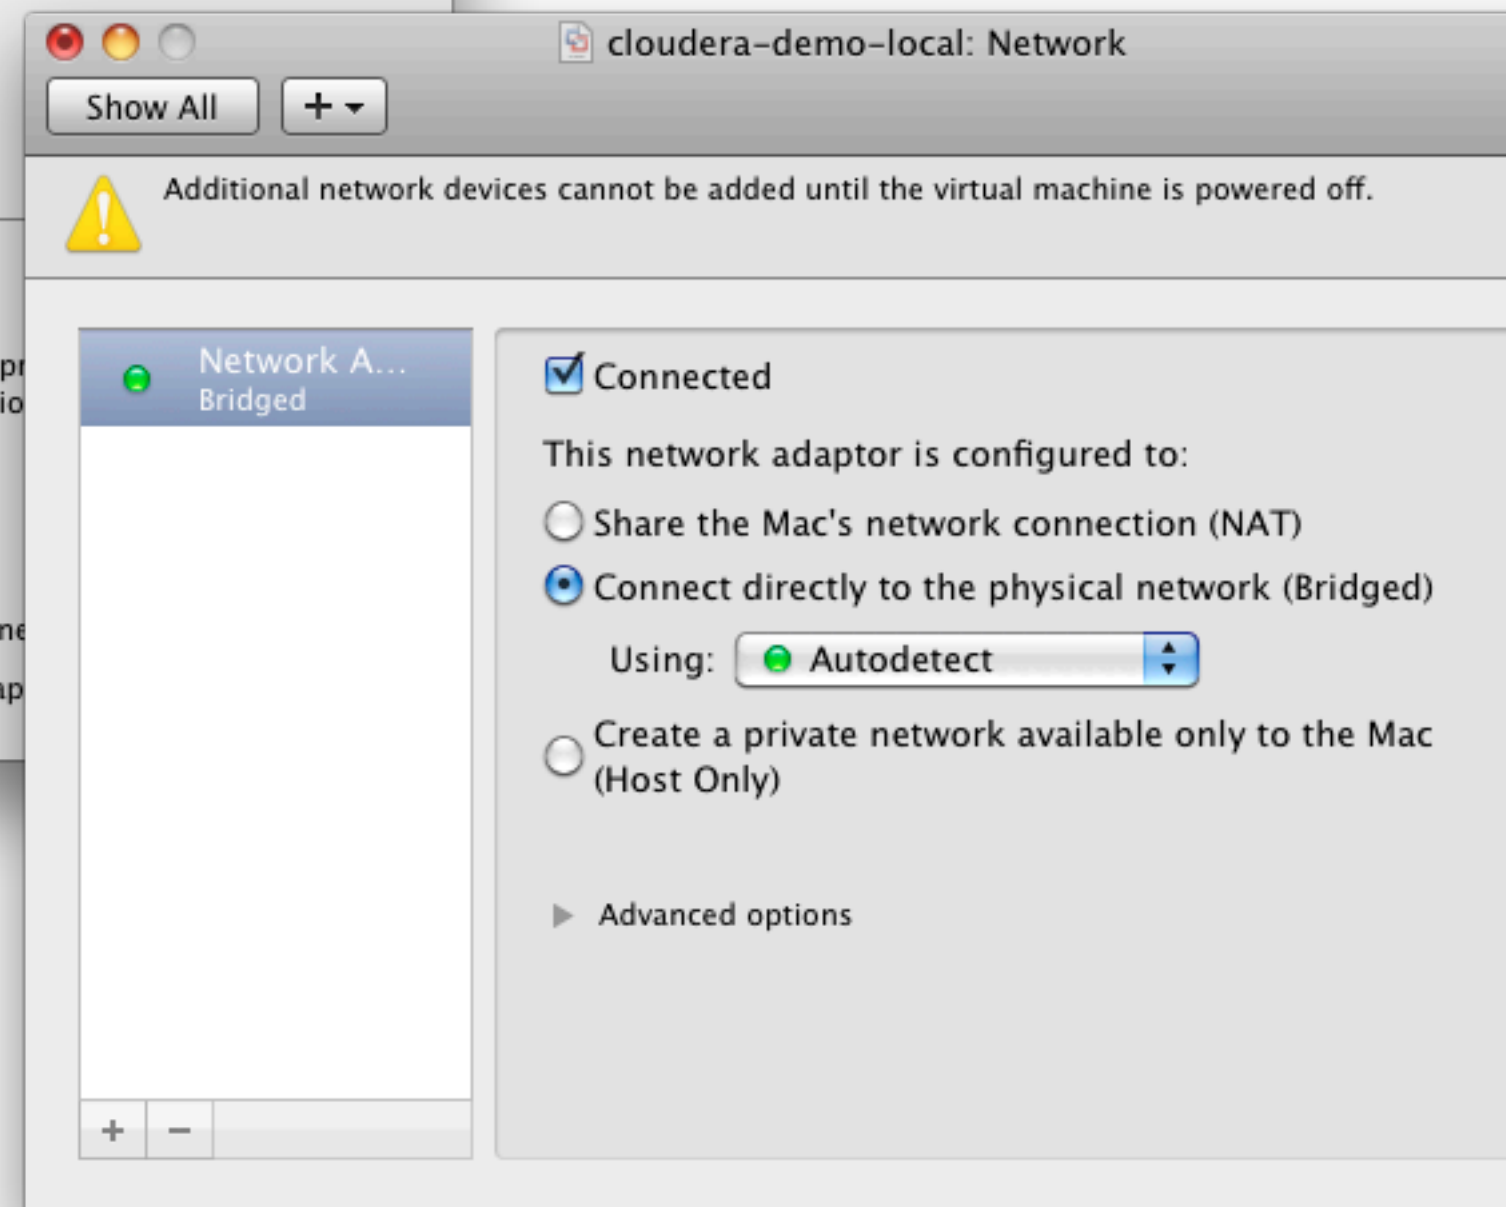 cloudera-demo-local: Network
Show All
Additional network devices cannot be added until the virtual machine is powered off.
Network A...
Bridged
Connected
This network adaptor is configured to:
Share the Mac's network connection (NAT)
Connect directly to the physical network (Bridged)
Using: Autodetect
Create a private network available only to the Mac
(Host Only)
Advanced options